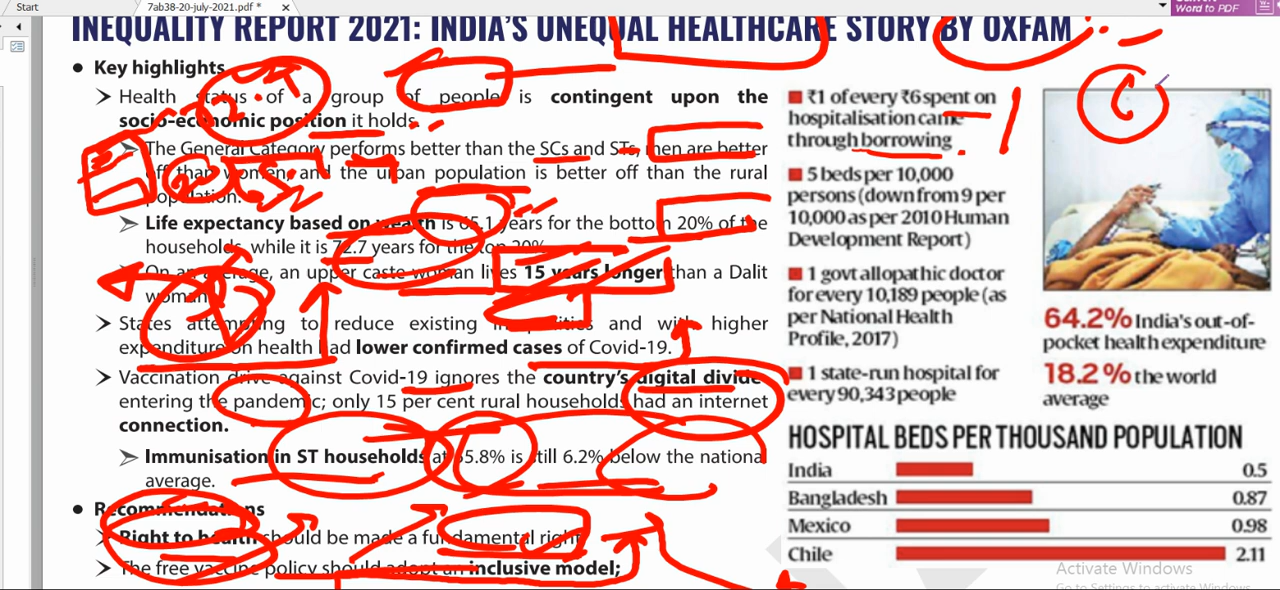 Start
7ab38-20-july-2021.pdf *
Word to PDF
INEQUALITY REPORT 2021: INDIA'S UNEQUAL HEALTHCARE STORY BY OXFAM
● Key highlights
➤ Health status of a group of people is contingent upon the
socio-economic position it holds.
➤ The General Category performs better than the SCs and STs, men are better
off than women, and the urban population is better off than the rural
population.
➤ Life expectancy based on wealth is 65.1 years for the bottom 20% of the
households, while it is 72.7 years for the top 20%.
➤ On an average, an upper caste woman lives 15 years longer than a Dalit
woman.
➤ States attempting to reduce existing inequalities and with higher
expenditure on health had lower confirmed cases of Covid-19.
➤ Vaccination drive against Covid-19 ignores the country's digital divide
entering the pandemic; only 15 per cent rural households had an internet
connection.
➤ Immunisation in ST households at 55.8% is still 6.2% below the national
average.
● Recommendations
➤ Right to health should be made a fundamental right.
➤ The free vaccine policy should adopt an inclusive model;
■ ₹1 of every ₹6 spent on
hospitalisation came
through borrowing
■ 5 beds per 10,000
persons (down from 9 per
10,000 as per 2010 Human
Development Report)
■ 1 govt allopathic doctor
for every 10,189 people (as
per National Health
Profile, 2017)
■ 1 state-run hospital for
every 90,343 people
64.2% India's out-of-
pocket health expenditure
18.2% the world
average
HOSPITAL BEDS PER THOUSAND POPULATION
India 0.5
Bangladesh 0.87
Mexico 0.98
Chile 2.11
Activate Windows
Go to Settings to activate Windows.